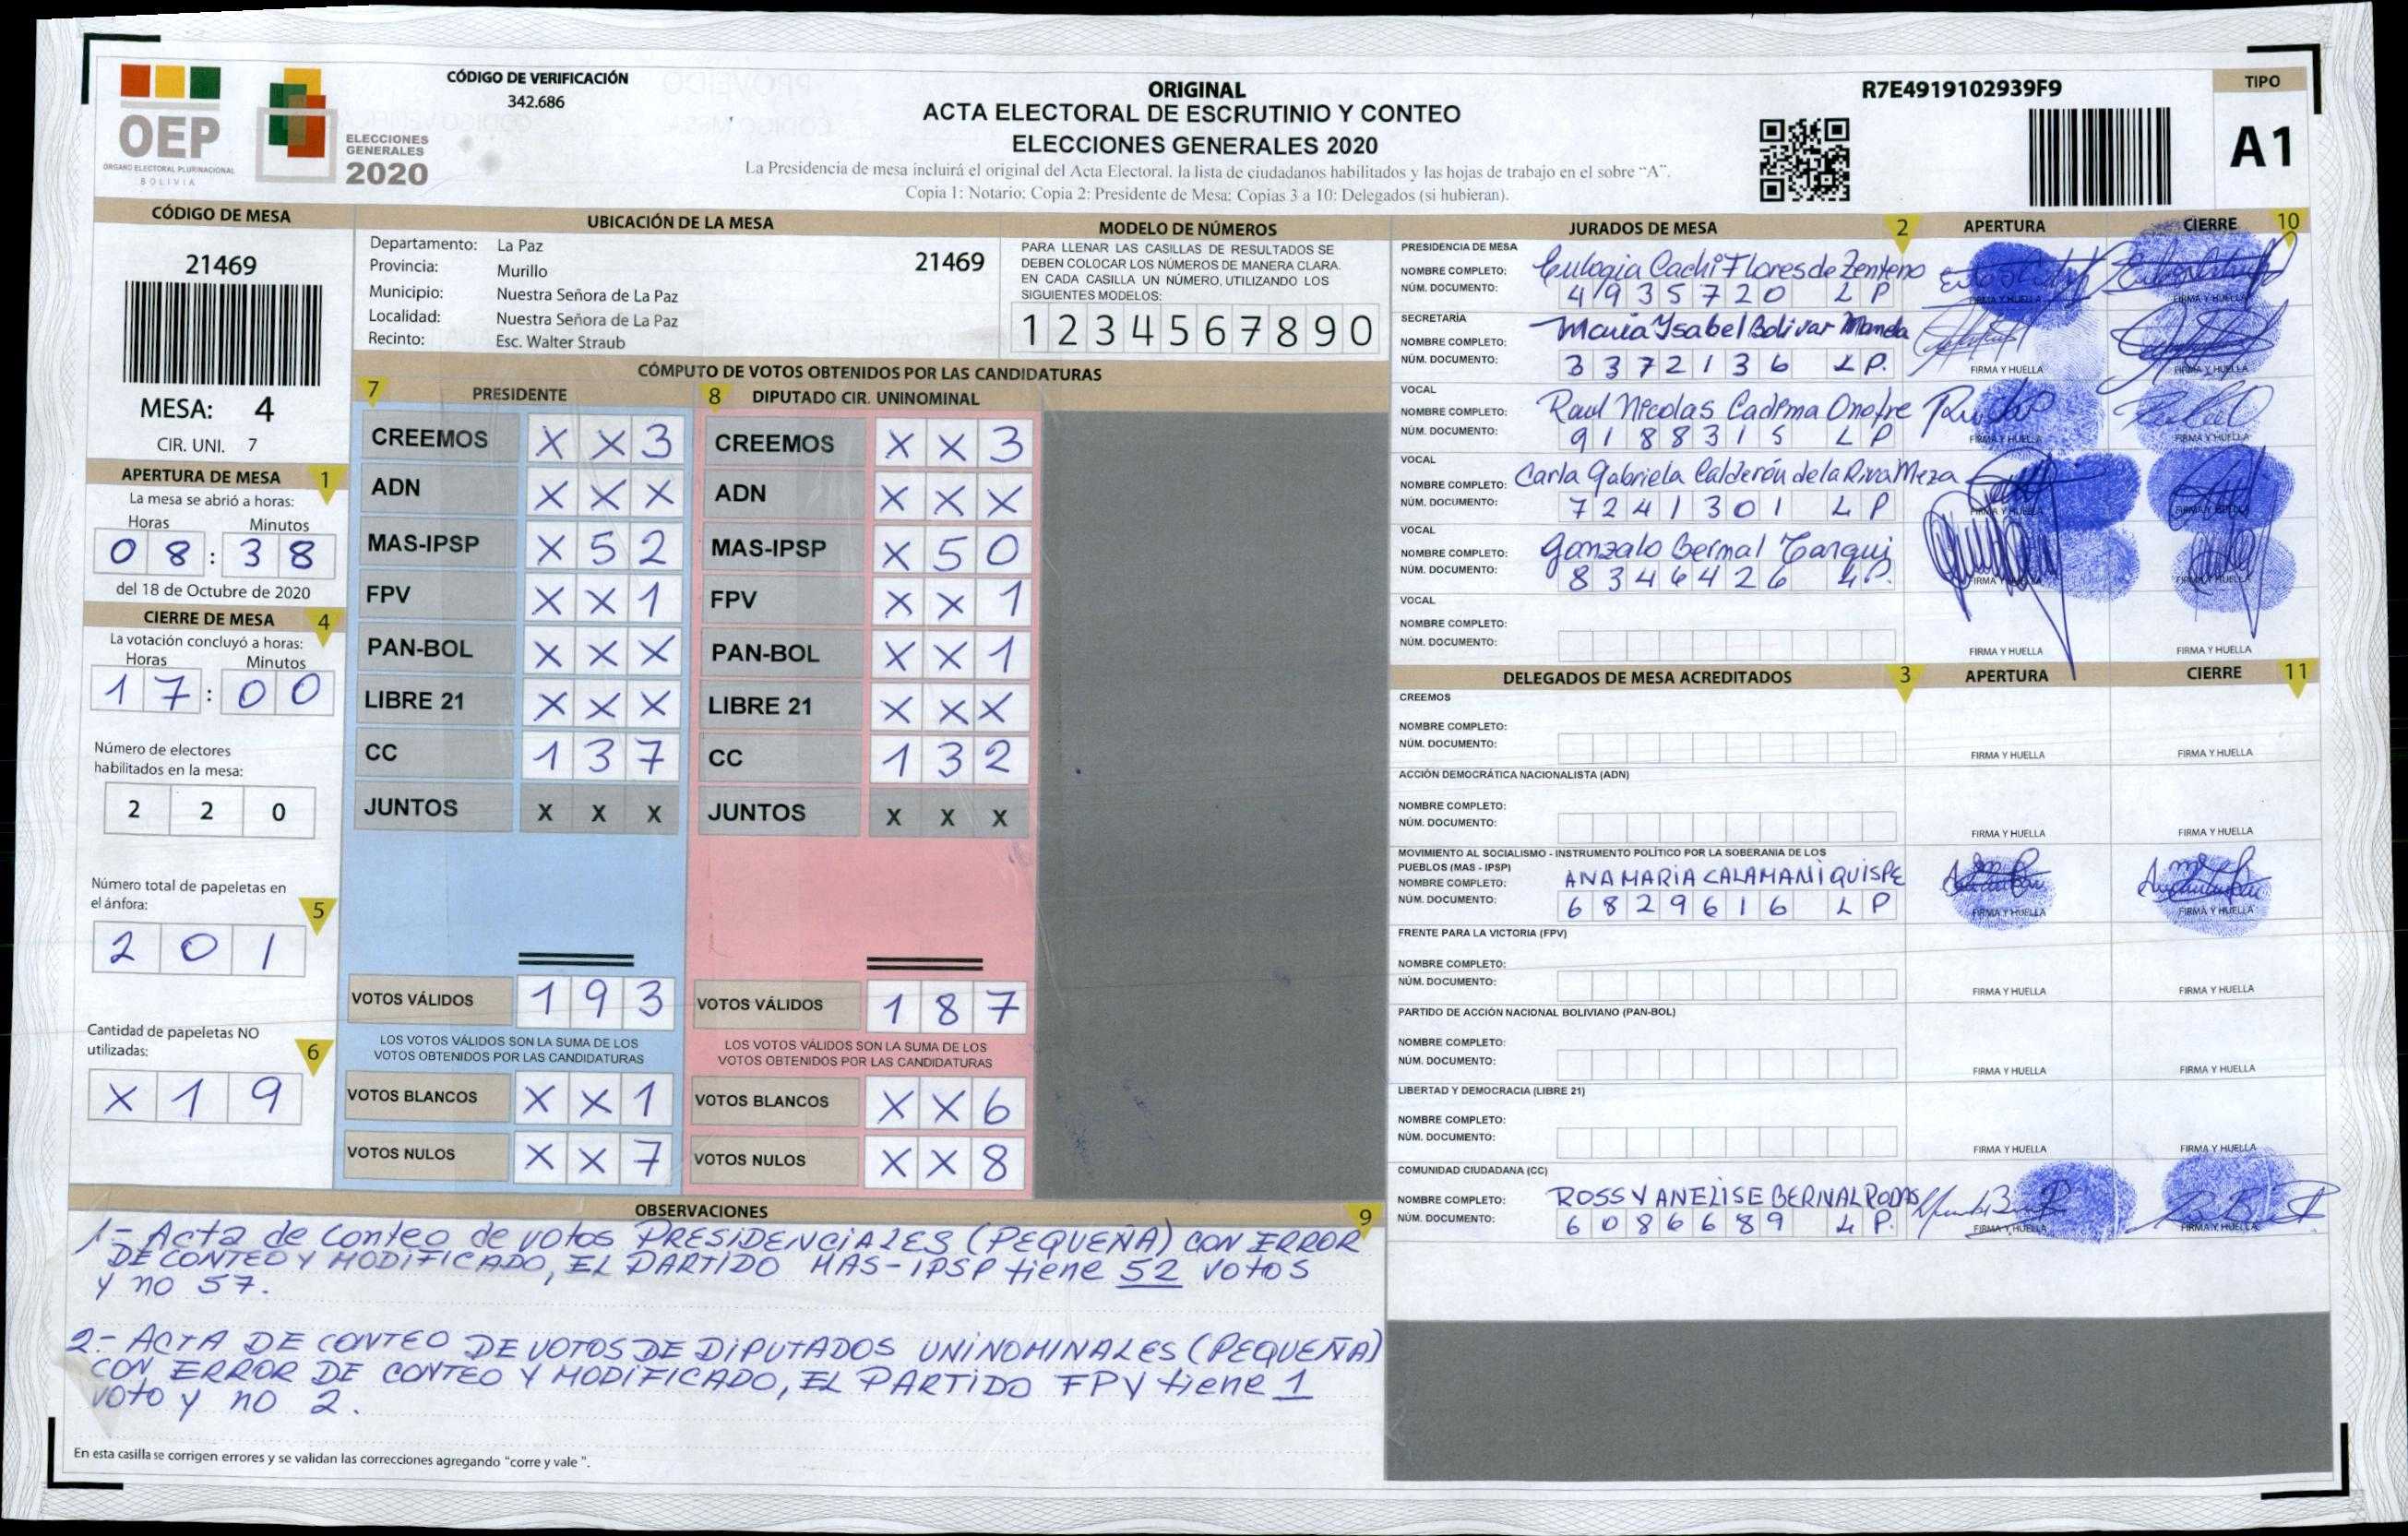 OEP
ÓRGANO ELECTORAL PLURINACIONAL
BOLIVIA
ELECCIONES
GENERALES
2020
CÓDIGO DE VERIFICACIÓN
342.686
ORIGINAL
ACTA ELECTORAL DE ESCRUTINIO Y CONTEO
ELECCIONES GENERALES 2020
La Presidencia de mesa incluirá el original del Acta Electoral, la lista de ciudadanos habilitados y las hojas de trabajo en el sobre "A".
Copia 1: Notario; Copia 2: Presidente de Mesa; Copias 3 a 10: Delegados (si hubieran).
R7E4919102939F9
TIPO
A1
CÓDIGO DE MESA
21469
MESA: 4
CIR. UNI. 7
APERTURA DE MESA 1
La mesa se abrió a horas:
Horas Minutos
0 8 : 3 8
del 18 de Octubre de 2020
CIERRE DE MESA 4
La votación concluyó a horas:
Horas Minutos
1 7 : 0 0
Número de electores
habilitados en la mesa:
2 2 0
Número total de papeletas en
el ánfora: 5
2 0 1
Cantidad de papeletas NO
utilizadas: 6
X 1 9
UBICACIÓN DE LA MESA
Departamento: La Paz
Provincia: Murillo
Municipio: Nuestra Señora de La Paz
Localidad: Nuestra Señora de La Paz
Recinto: Esc. Walter Straub
21469
MODELO DE NÚMEROS
PARA LLENAR LAS CASILLAS DE RESULTADOS SE
DEBEN COLOCAR LOS NÚMEROS DE MANERA CLARA.
EN CADA CASILLA UN NÚMERO, UTILIZANDO LOS
SIGUIENTES MODELOS:
1 2 3 4 5 6 7 8 9 0
CÓMPUTO DE VOTOS OBTENIDOS POR LAS CANDIDATURAS
7 PRESIDENTE
CREEMOS X X 3
ADN X X X
MAS-IPSP X 5 2
FPV X X 1
PAN-BOL X X X
LIBRE 21 X X X
CC 1 3 7
JUNTOS X X X
VOTOS VÁLIDOS 1 9 3
LOS VOTOS VÁLIDOS SON LA SUMA DE LOS
VOTOS OBTENIDOS POR LAS CANDIDATURAS
VOTOS BLANCOS X X 1
VOTOS NULOS X X 7
8 DIPUTADO CIR. UNINOMINAL
CREEMOS X X 3
ADN X X X
MAS-IPSP X 5 0
FPV X X 1
PAN-BOL X X 1
LIBRE 21 X X X
CC 1 3 2
JUNTOS X X X
VOTOS VÁLIDOS 1 8 7
LOS VOTOS VÁLIDOS SON LA SUMA DE LOS
VOTOS OBTENIDOS POR LAS CANDIDATURAS
VOTOS BLANCOS X X 6
VOTOS NULOS X X 8
OBSERVACIONES 9
1- Acta de conteo de votos PRESIDENCIALES (PEQUEÑA) CON ERROR
DE CONTEO Y MODIFICADO, EL PARTIDO MAS-IPSP tiene 52 votos
y no 57.
2- ACTA DE CONTEO DE VOTOS DE DIPUTADOS UNINOMINALES (PEQUEÑA)
CON ERROR DE CONTEO Y MODIFICADO, EL PARTIDO FPV tiene 1
voto y no 2.
En esta casilla se corrigen errores y se validan las correcciones agregando "corre y vale ".
JURADOS DE MESA 2 APERTURA CIERRE 10
PRESIDENCIA DE MESA
NOMBRE COMPLETO: Eulogia Cachi Flores de Zenteno
NÚM. DOCUMENTO: 4935720 LP
FIRMA Y HUELLA FIRMA Y HUELLA
SECRETARÍA
NOMBRE COMPLETO: Maria Ysabel Bolivar
NÚM. DOCUMENTO: 3372136 LP.
FIRMA Y HUELLA FIRMA Y HUELLA
VOCAL
NOMBRE COMPLETO: Raul Nicolas Cadima Onofre
NÚM. DOCUMENTO: 9188315 LP
FIRMA Y HUELLA FIRMA Y HUELLA
VOCAL
NOMBRE COMPLETO: Carla Gabriela Calderón de la Riva Meza
NÚM. DOCUMENTO: 7241301 LP
FIRMA Y HUELLA FIRMA Y HUELLA
VOCAL
NOMBRE COMPLETO: Gonzalo Bernal Tarqui
NÚM. DOCUMENTO: 8346426 LP.
FIRMA Y HUELLA FIRMA Y HUELLA
VOCAL
NOMBRE COMPLETO:
NÚM. DOCUMENTO:
FIRMA Y HUELLA FIRMA Y HUELLA
DELEGADOS DE MESA ACREDITADOS 3 APERTURA CIERRE 11
CREEMOS
NOMBRE COMPLETO:
NÚM. DOCUMENTO:
FIRMA Y HUELLA FIRMA Y HUELLA
ACCIÓN DEMOCRÁTICA NACIONALISTA (ADN)
NOMBRE COMPLETO:
NÚM. DOCUMENTO:
FIRMA Y HUELLA FIRMA Y HUELLA
MOVIMIENTO AL SOCIALISMO - INSTRUMENTO POLÍTICO POR LA SOBERANIA DE LOS
PUEBLOS (MAS - IPSP)
NOMBRE COMPLETO: ANA MARIA CALAMANI QUISPE
NÚM. DOCUMENTO: 6829616 LP
FIRMA Y HUELLA FIRMA Y HUELLA
FRENTE PARA LA VICTORIA (FPV)
NOMBRE COMPLETO:
NÚM. DOCUMENTO:
FIRMA Y HUELLA FIRMA Y HUELLA
PARTIDO DE ACCIÓN NACIONAL BOLIVIANO (PAN-BOL)
NOMBRE COMPLETO:
NÚM. DOCUMENTO:
FIRMA Y HUELLA FIRMA Y HUELLA
LIBERTAD Y DEMOCRACIA (LIBRE 21)
NOMBRE COMPLETO:
NÚM. DOCUMENTO:
FIRMA Y HUELLA FIRMA Y HUELLA
COMUNIDAD CIUDADANA (CC)
NOMBRE COMPLETO: ROSSY ANELISE BERNAL RODAS
NÚM. DOCUMENTO: 6086689 LP.
FIRMA Y HUELLA FIRMA Y HUELLA